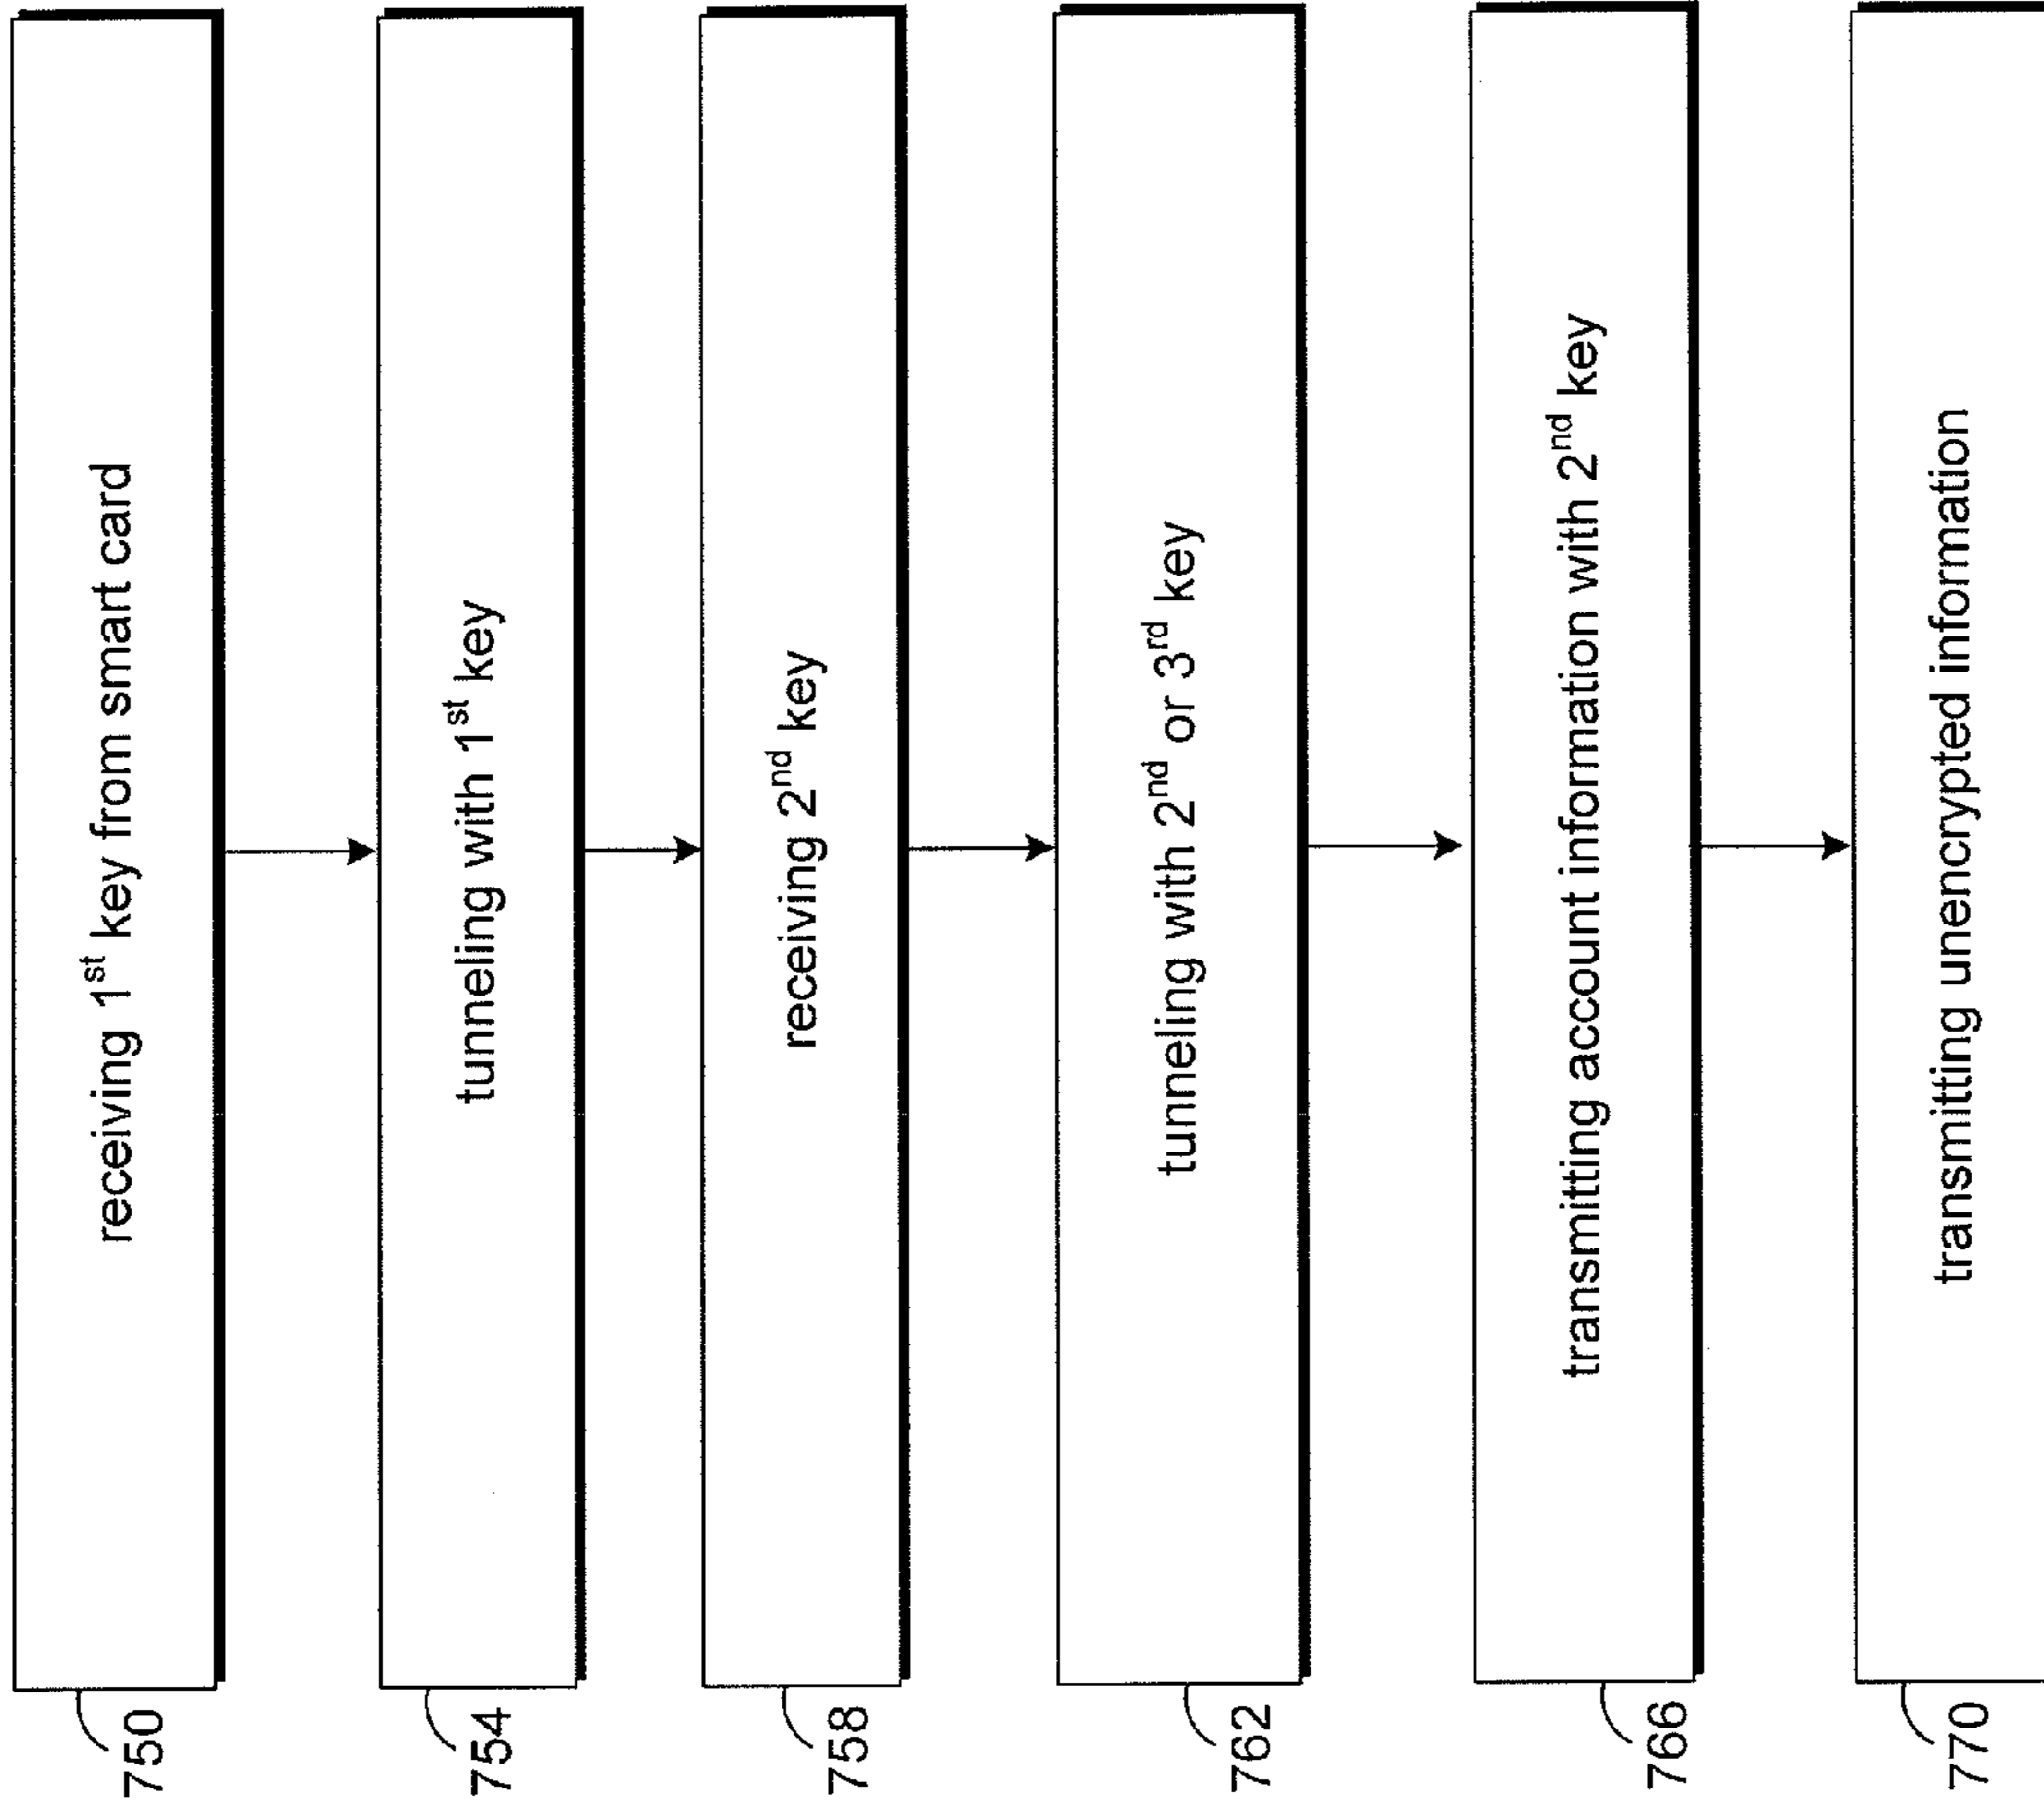 750
receiving 1st key from smart card
754
tunneling with 1st key
758
receiving 2nd key
762
tunneling with 2nd or 3rd key
766
transmitting account information with 2nd key
770
transmitting unencrypted information